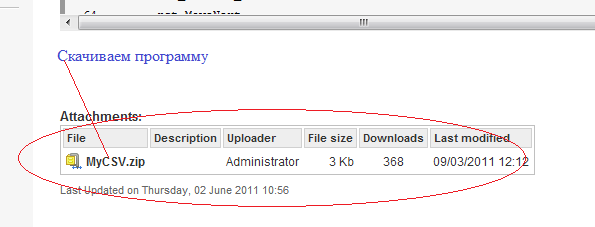 Скачиваем программу
Attachments:
File Description Uploader File size Downloads Last modified
MyCSV.zip Administrator 3 Kb 368 09/03/2011 12:12
Last Updated on Thursday, 02 June 2011 10:56